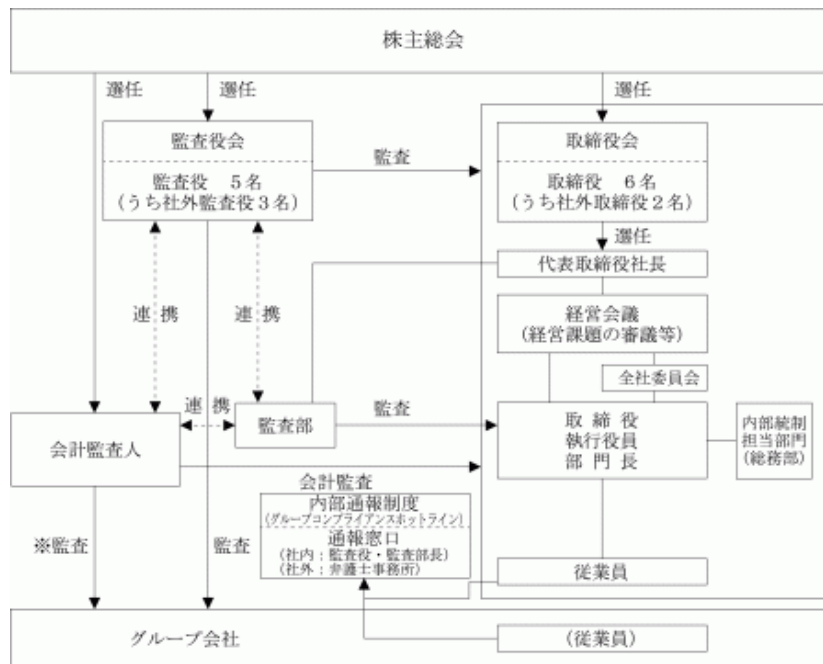 株主総会
選任
選任
選任
監査役会
監査役 5名
(うち社外監査役3名)
監査
取締役会
取締役 6名
(うち社外取締役2名)
選任
代表取締役社長
連携
連携
経営会議
(経営課題の審議等)
全社委員会
会計監査人
連携
監査部
監査
取締役
執行役員
部門長
内部統制
担当部門
(総務部)
会計監査
内部通報制度
(グループコンプライアンスホットライン)
通報窓口
(社内:監査役・監査部長)
(社外:弁護士事務所)
※監査
監査
従業員
グループ会社
(従業員)